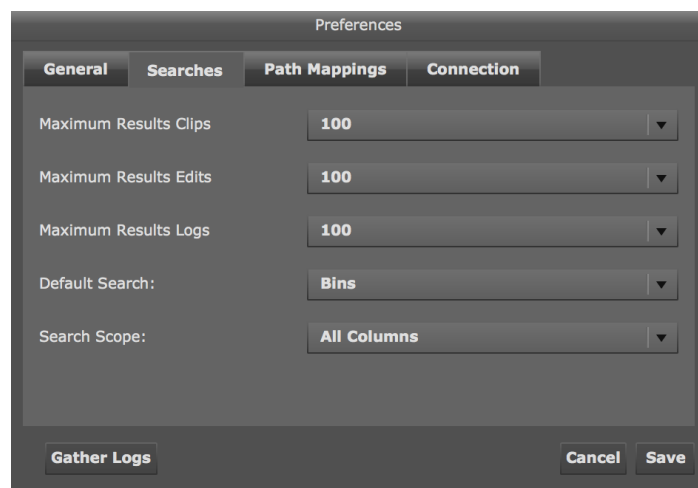 Preferences
General Searches Path Mappings Connection
Maximum Results Clips 100
Maximum Results Edits 100
Maximum Results Logs 100
Default Search: Bins
Search Scope: All Columns
Gather Logs Cancel Save